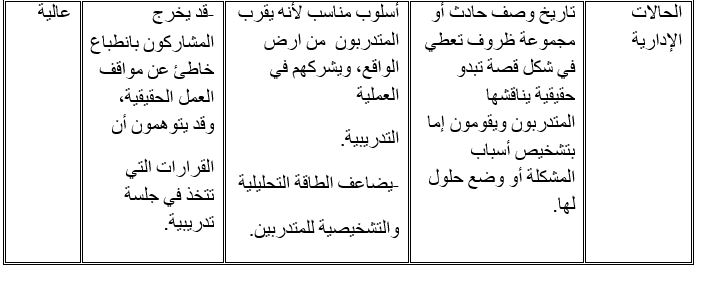 الحالات
الإدارية
تاريخ وصف حادث أو
مجموعة ظروف تعطي
في شكل قصة تبدو
حقيقية يناقشها
المتدربون ويقومون إما
بتشخيص أسباب
المشكلة أو وضع حلول
لها.
أسلوب مناسب لأنه يقرب
المتدربون من ارض
الواقع، ويشركهم في
العملية
التدريبية.
-يضاعف الطاقة التحليلية
والتشخيصية للمتدربين.
-قد يخرج
المشاركون بانطباع
خاطئ عن مواقف
العمل الحقيقية،
وقد يتوهمون أن
القرارات التي
تتخذ في جلسة
تدريبية.
عالية